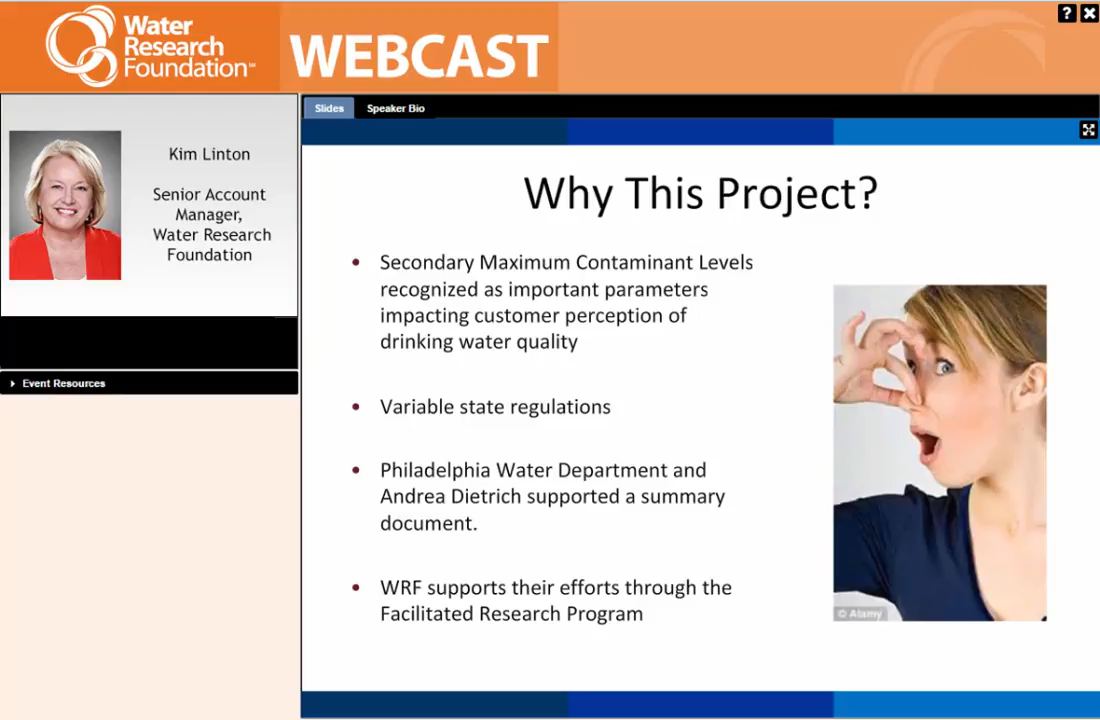 Water
Research
Foundation℠
WEBCAST
?
Kim Linton
Senior Account
Manager,
Water Research
Foundation
Event Resources
Slides
Speaker Bio
Why This Project?
• Secondary Maximum Contaminant Levels
recognized as important parameters
impacting customer perception of
drinking water quality
• Variable state regulations
• Philadelphia Water Department and
Andrea Dietrich supported a summary
document.
• WRF supports their efforts through the
Facilitated Research Program
© Alamy